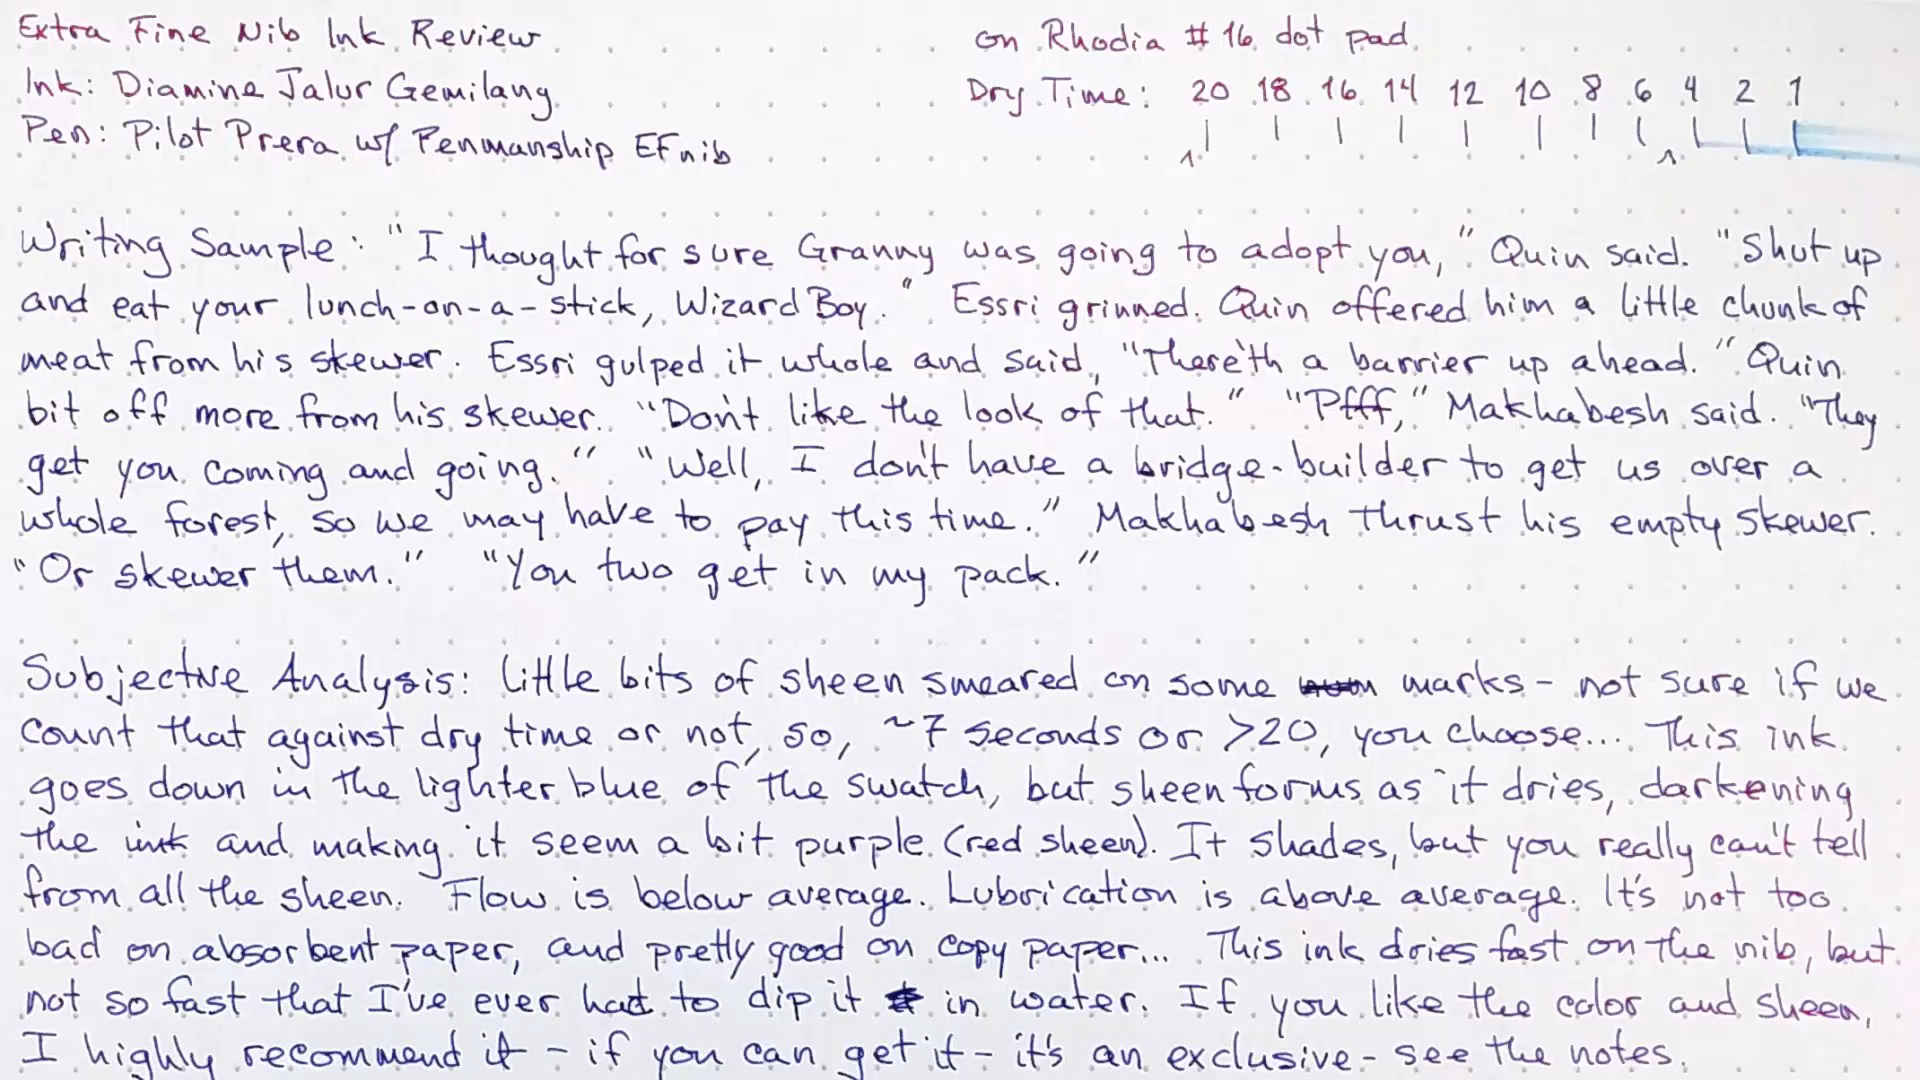 Extra Fine Nib Ink Review on Rhodia #16 dot pad
Ink: Diamine Jalur Gemilang Dry Time: 20 18 16 14 12 10 8 6 4 2 1
Pen: Pilot Prera w/ Penmanship EF nib
Writing Sample: "I thought for sure Granny was going to adopt you," Quin said. "Shut up
and eat your lunch-on-a-stick, Wizard Boy." Essri grinned. Quin offered him a little chunk of
meat from his skewer. Essri gulped it whole and said, "There'th a barrier up ahead." Quin
bit off more from his skewer. "Don't like the look of that." "Pffff," Makhabesh said. "They
get you coming and going." "Well, I don't have a bridge-builder to get us over a
whole forest, so we may have to pay this time." Makhabesh thrust his empty skewer.
"Or skewer them." "You two get in my pack."
Subjective Analysis: Little bits of sheen smeared on some marks - not sure if we
count that against dry time or not, so, ~7 seconds or >20, you choose... This ink
goes down in the lighter blue of the swatch, but sheen forms as it dries, darkening
the ink and making it seem a bit purple (red sheen). It shades, but you really can't tell
from all the sheen. Flow is below average. Lubrication is above average. It's not too
bad on absorbent paper, and pretty good on copy paper... This ink dries fast on the nib, but
not so fast that I've ever had to dip it in water. If you like the color and sheen,
I highly recommend it - if you can get it - it's an exclusive - see the notes.